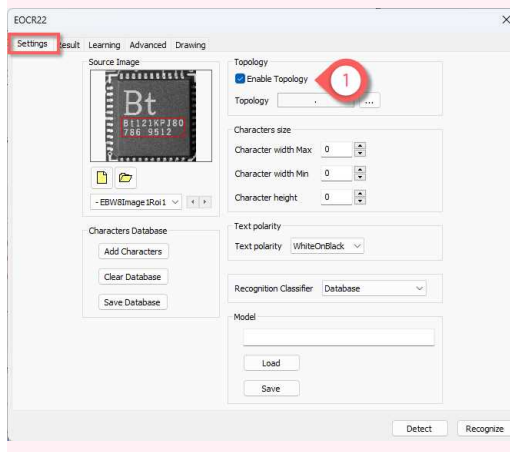 EOCR22
Settings Result Learning Advanced Drawing
Source Image
Bt
Bt121KPJ80
786 9512
- EBW8Image1Roi1
Characters Database
Add Characters
Clear Database
Save Database
Topology
Enable Topology
1
Topology . ...
Characters size
Character width Max 0
Character width Min 0
Character height 0
Text polarity
Text polarity WhiteOnBlack
Recognition Classifier Database
Model
Load
Save
Detect Recognize